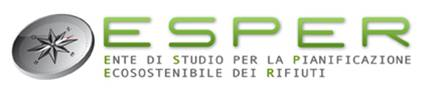 ESPER
ENTE DI STUDIO PER LA PIANIFICAZIONE
ECOSOSTENIBILE DEI RIFIUTI